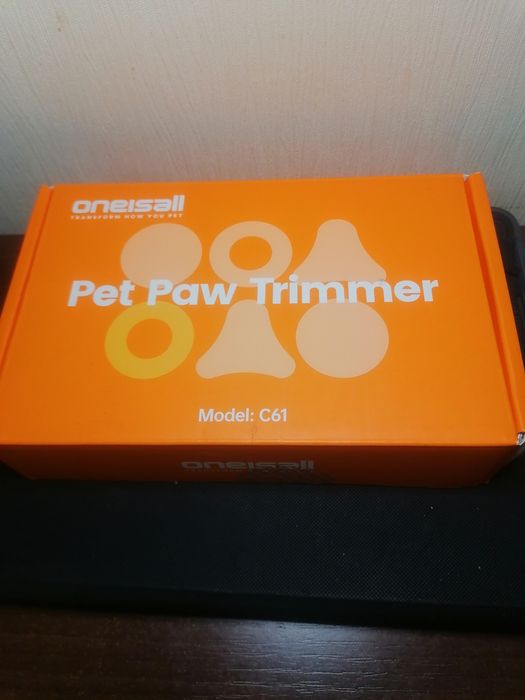 oneisall
TRANSFORM HOW YOU PET
Pet Paw Trimmer
Model: C61
oneisall